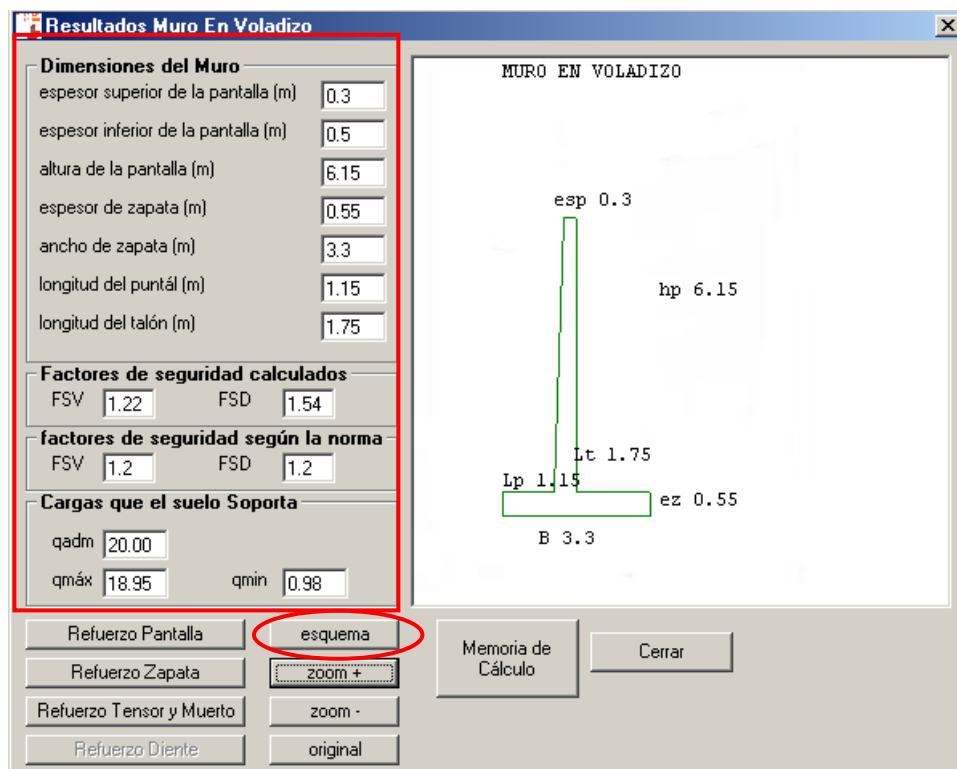 Resultados Muro En Voladizo
Dimensiones del Muro
espesor superior de la pantalla (m) 0.3
espesor inferior de la pantalla (m) 0.5
altura de la pantalla (m) 6.15
espesor de zapata (m) 0.55
ancho de zapata (m) 3.3
longitud del puntál (m) 1.15
longitud del talón (m) 1.75
Factores de seguridad calculados
FSV 1.22 FSD 1.54
factores de seguridad según la norma
FSV 1.2 FSD 1.2
Cargas que el suelo Soporta
qadm 20.00
qmáx 18.95 qmin 0.98
MURO EN VOLADIZO
esp 0.3
hp 6.15
Lt 1.75
Lp 1.15
ez 0.55
B 3.3
Refuerzo Pantalla esquema
Refuerzo Zapata zoom +
Refuerzo Tensor y Muerto zoom -
Refuerzo Diente original
Memoria de
Cálculo
Cerrar